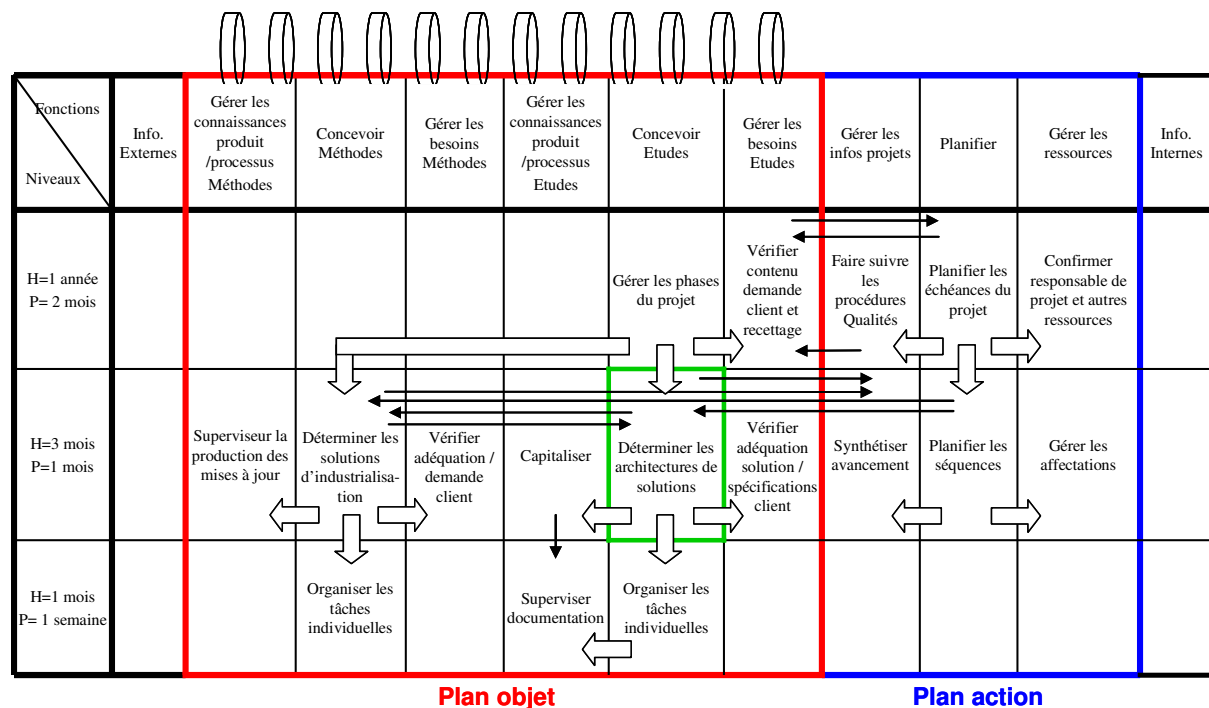 Fonctions
Niveaux
Info.
Externes
Gérer les
connaissances
produit
/processus
Méthodes
Concevoir
Méthodes
Gérer les
besoins
Méthodes
Gérer les
connaissances
produit
/processus
Etudes
Concevoir
Etudes
Gérer les
besoins
Etudes
Gérer les
infos projets
Planifier
Gérer les
ressources
Info.
Internes
H=1 année
P= 2 mois
Gérer les phases
du projet
Vérifier
contenu
demande
client et
recettage
Faire suivre
les
procédures
Qualités
Planifier les
échéances du
projet
Confirmer
responsable de
projet et autres
ressources
H=3 mois
P=1 mois
Superviseur la
production des
mises à jour
Déterminer les
solutions
d’industrialisa-
tion
Vérifier
adéquation /
demande
client
Capitaliser
Déterminer les
architectures de
solutions
Vérifier
adéquation
solution /
spécifications
client
Synthétiser
avancement
Planifier les
séquences
Gérer les
affectations
H=1 mois
P= 1 semaine
Organiser les
tâches
individuelles
Superviser
documentation
Organiser les
tâches
individuelles
Plan objet
Plan action